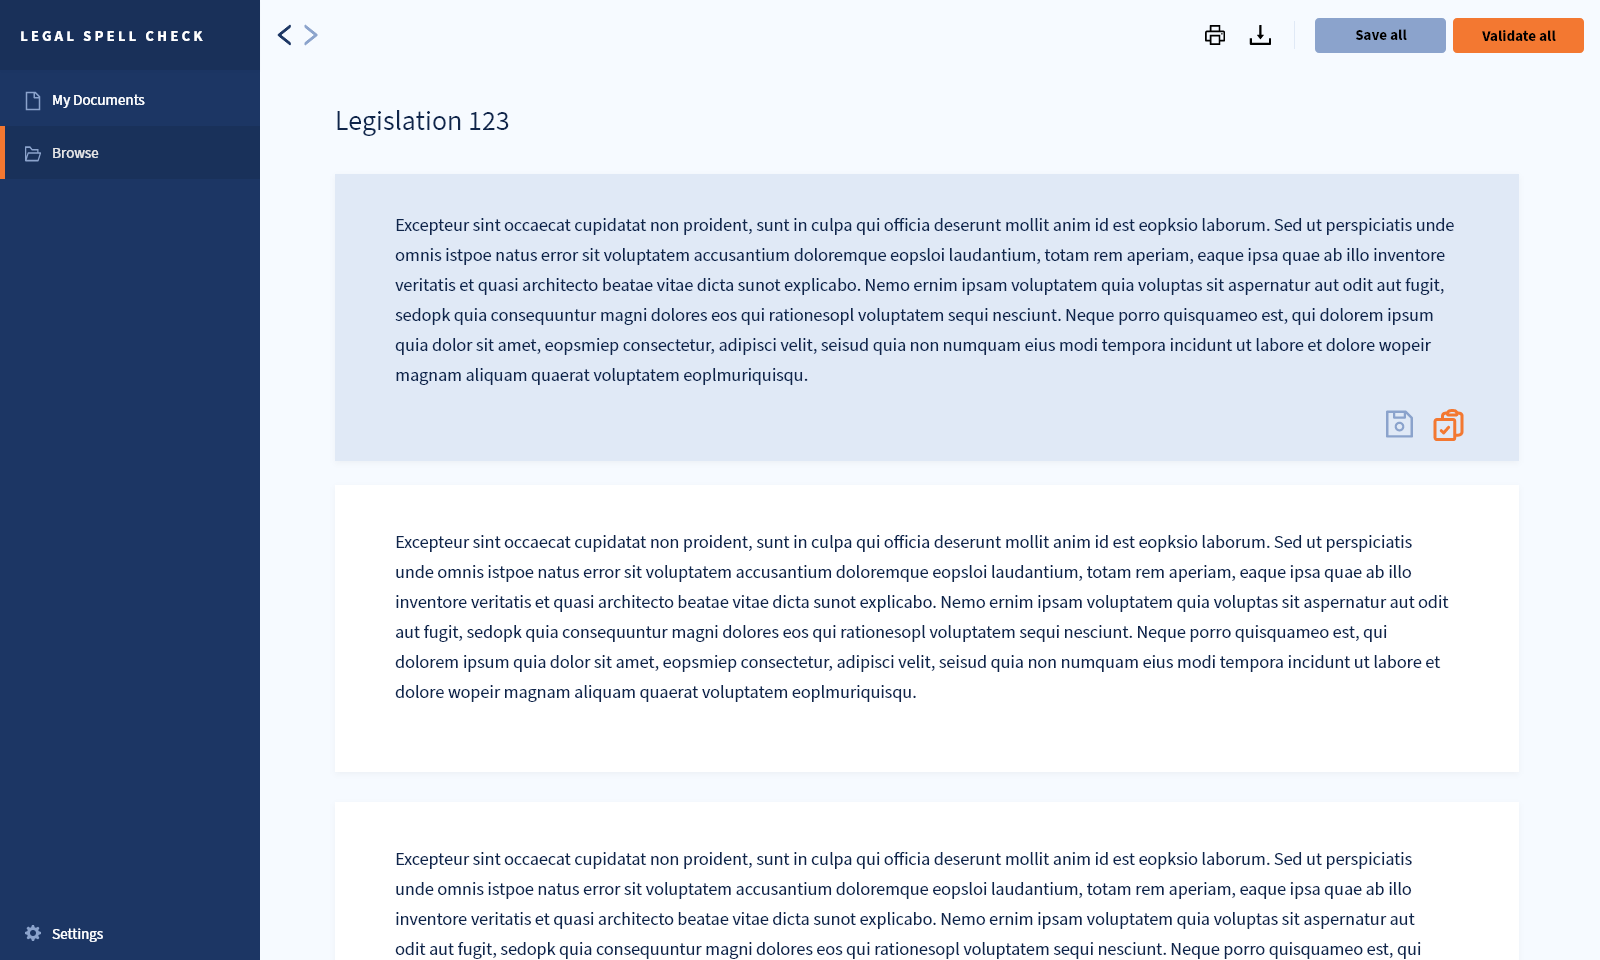 LEGAL SPELL CHECK
My Documents
Browse
Settings
Save all
Validate all
Legislation 123
Excepteur sint occaecat cupidatat non proident, sunt in culpa qui officia deserunt mollit anim id est eopksio laborum. Sed ut perspiciatis unde
omnis istpoe natus error sit voluptatem accusantium doloremque eopsloi laudantium, totam rem aperiam, eaque ipsa quae ab illo inventore
veritatis et quasi architecto beatae vitae dicta sunot explicabo. Nemo ernim ipsam voluptatem quia voluptas sit aspernatur aut odit aut fugit,
sedopk quia consequuntur magni dolores eos qui rationesopl voluptatem sequi nesciunt. Neque porro quisquameo est, qui dolorem ipsum
quia dolor sit amet, eopsmiep consectetur, adipisci velit, seisud quia non numquam eius modi tempora incidunt ut labore et dolore wopeir
magnam aliquam quaerat voluptatem eoplmuriquisqu.
Excepteur sint occaecat cupidatat non proident, sunt in culpa qui officia deserunt mollit anim id est eopksio laborum. Sed ut perspiciatis
unde omnis istpoe natus error sit voluptatem accusantium doloremque eopsloi laudantium, totam rem aperiam, eaque ipsa quae ab illo
inventore veritatis et quasi architecto beatae vitae dicta sunot explicabo. Nemo ernim ipsam voluptatem quia voluptas sit aspernatur aut odit
aut fugit, sedopk quia consequuntur magni dolores eos qui rationesopl voluptatem sequi nesciunt. Neque porro quisquameo est, qui
dolorem ipsum quia dolor sit amet, eopsmiep consectetur, adipisci velit, seisud quia non numquam eius modi tempora incidunt ut labore et
dolore wopeir magnam aliquam quaerat voluptatem eoplmuriquisqu.
Excepteur sint occaecat cupidatat non proident, sunt in culpa qui officia deserunt mollit anim id est eopksio laborum. Sed ut perspiciatis
unde omnis istpoe natus error sit voluptatem accusantium doloremque eopsloi laudantium, totam rem aperiam, eaque ipsa quae ab illo
inventore veritatis et quasi architecto beatae vitae dicta sunot explicabo. Nemo ernim ipsam voluptatem quia voluptas sit aspernatur aut
odit aut fugit, sedopk quia consequuntur magni dolores eos qui rationesopl voluptatem sequi nesciunt. Neque porro quisquameo est, qui